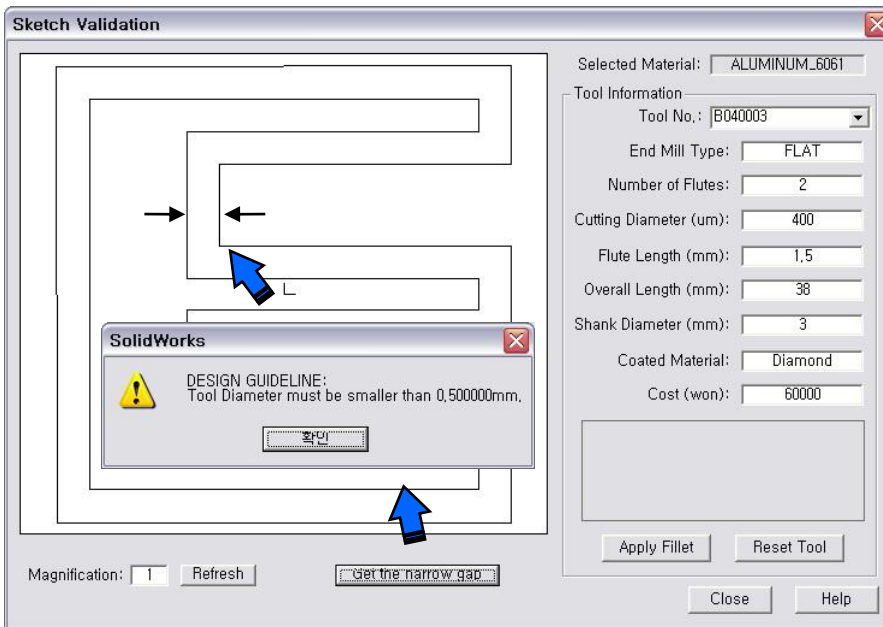 Sketch Validation
Selected Material: ALUMINUM_6061
Tool Information
Tool No.: B040003
End Mill Type: FLAT
Number of Flutes: 2
Cutting Diameter (um): 400
Flute Length (mm): 1.5
Overall Length (mm): 38
Shank Diameter (mm): 3
Coated Material: Diamond
Cost (won): 60000
SolidWorks
DESIGN GUIDELINE:
Tool Diameter must be smaller than 0.500000mm.
확인
Apply Fillet Reset Tool
Magnification: 1 Refresh Get the narrow gap
Close Help